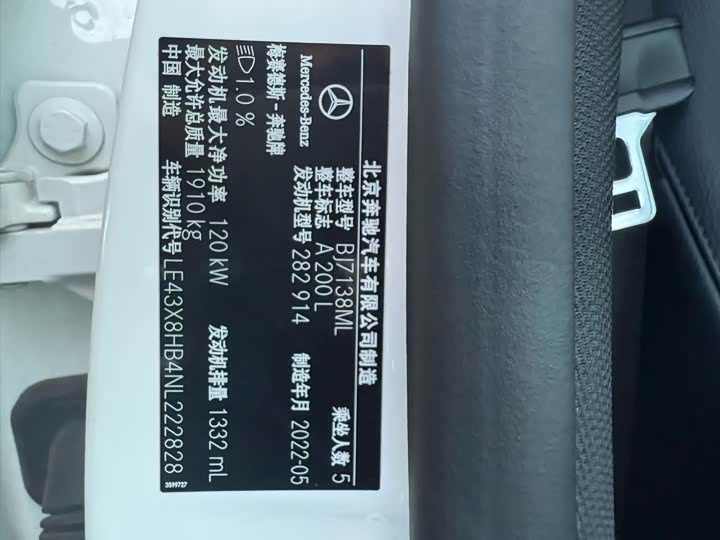 北京奔驰汽车有限公司制造
Mercedes-Benz
梅赛德斯-奔驰牌
整车型号 BJ7138ML 乘坐人数 5
整车标志 A 200 L
发动机型号 282 914 制造年月 2022-05
1.0 %
发动机最大净功率 120 kW 发动机排量 1332 mL
最大允许总质量 1910 kg
中国 制造 车辆识别代号 LE43X8HB4NL222828
3599727